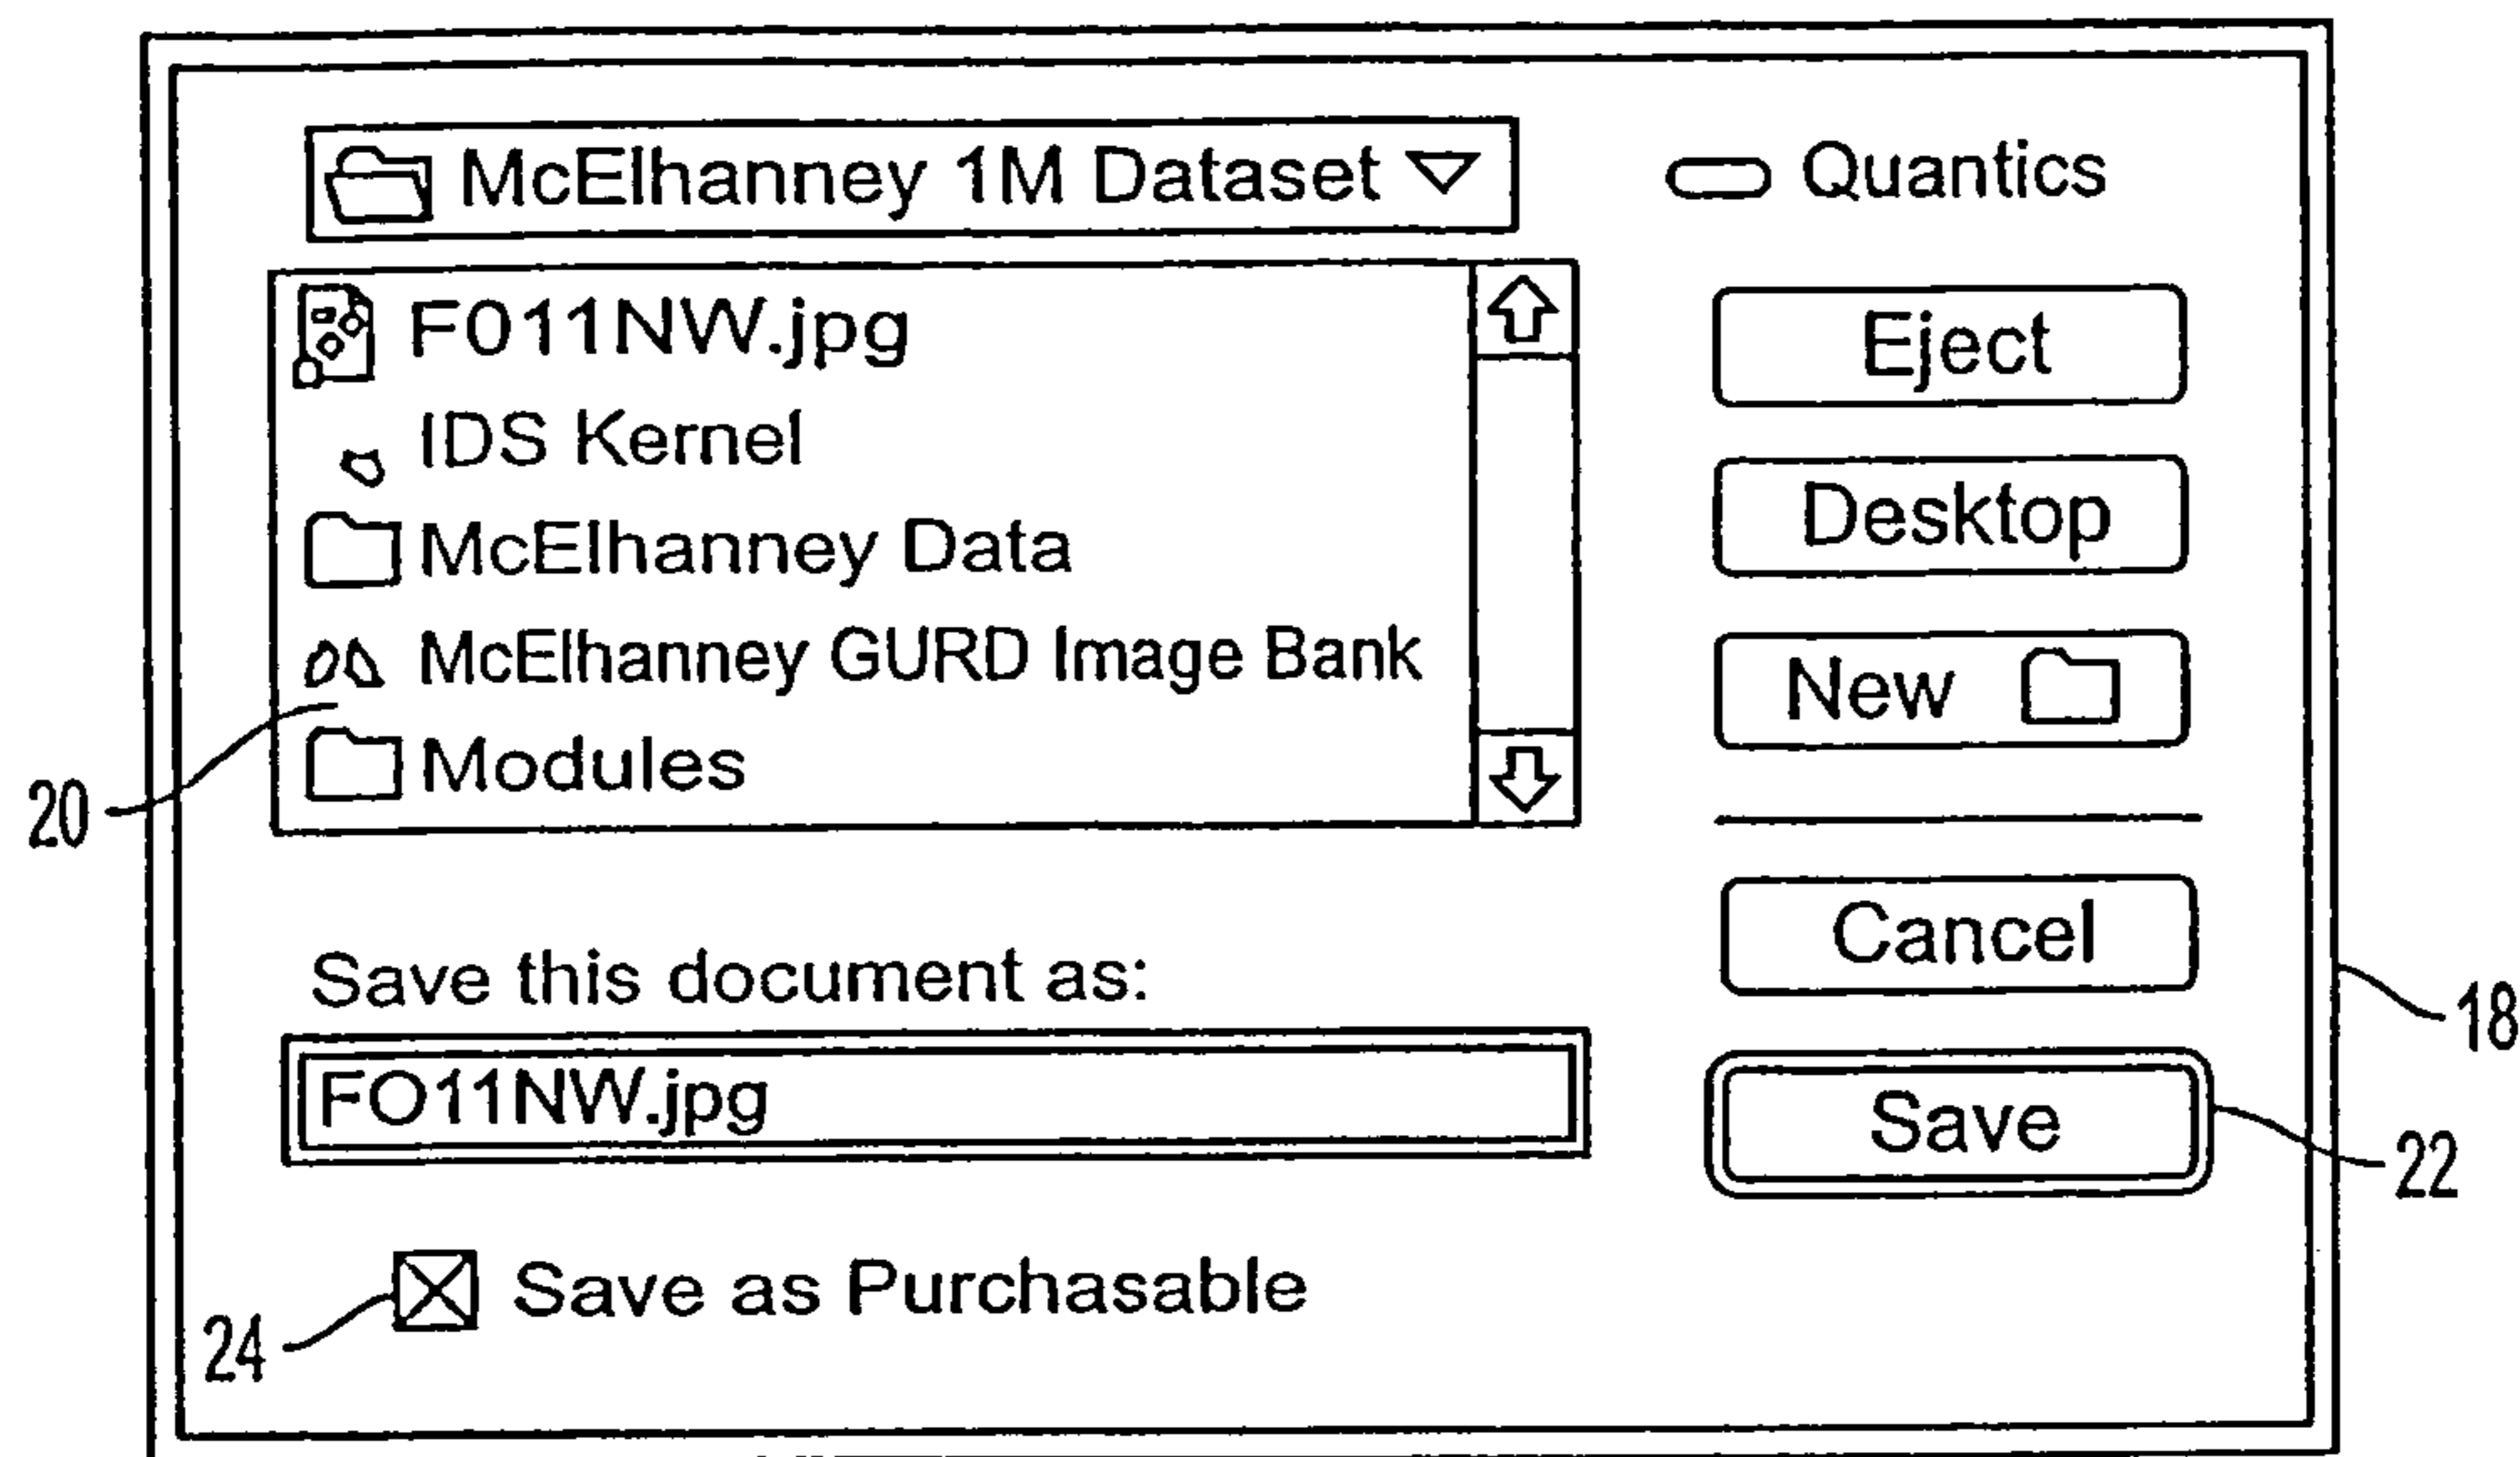 McElhanney 1M Dataset
Quantics
F011NW.jpg
IDS Kernel
McElhanney Data
McElhanney GURD Image Bank
Modules
Eject
Desktop
New
Cancel
Save
Save this document as:
FO11NW.jpg
Save as Purchasable
20
18
22
24